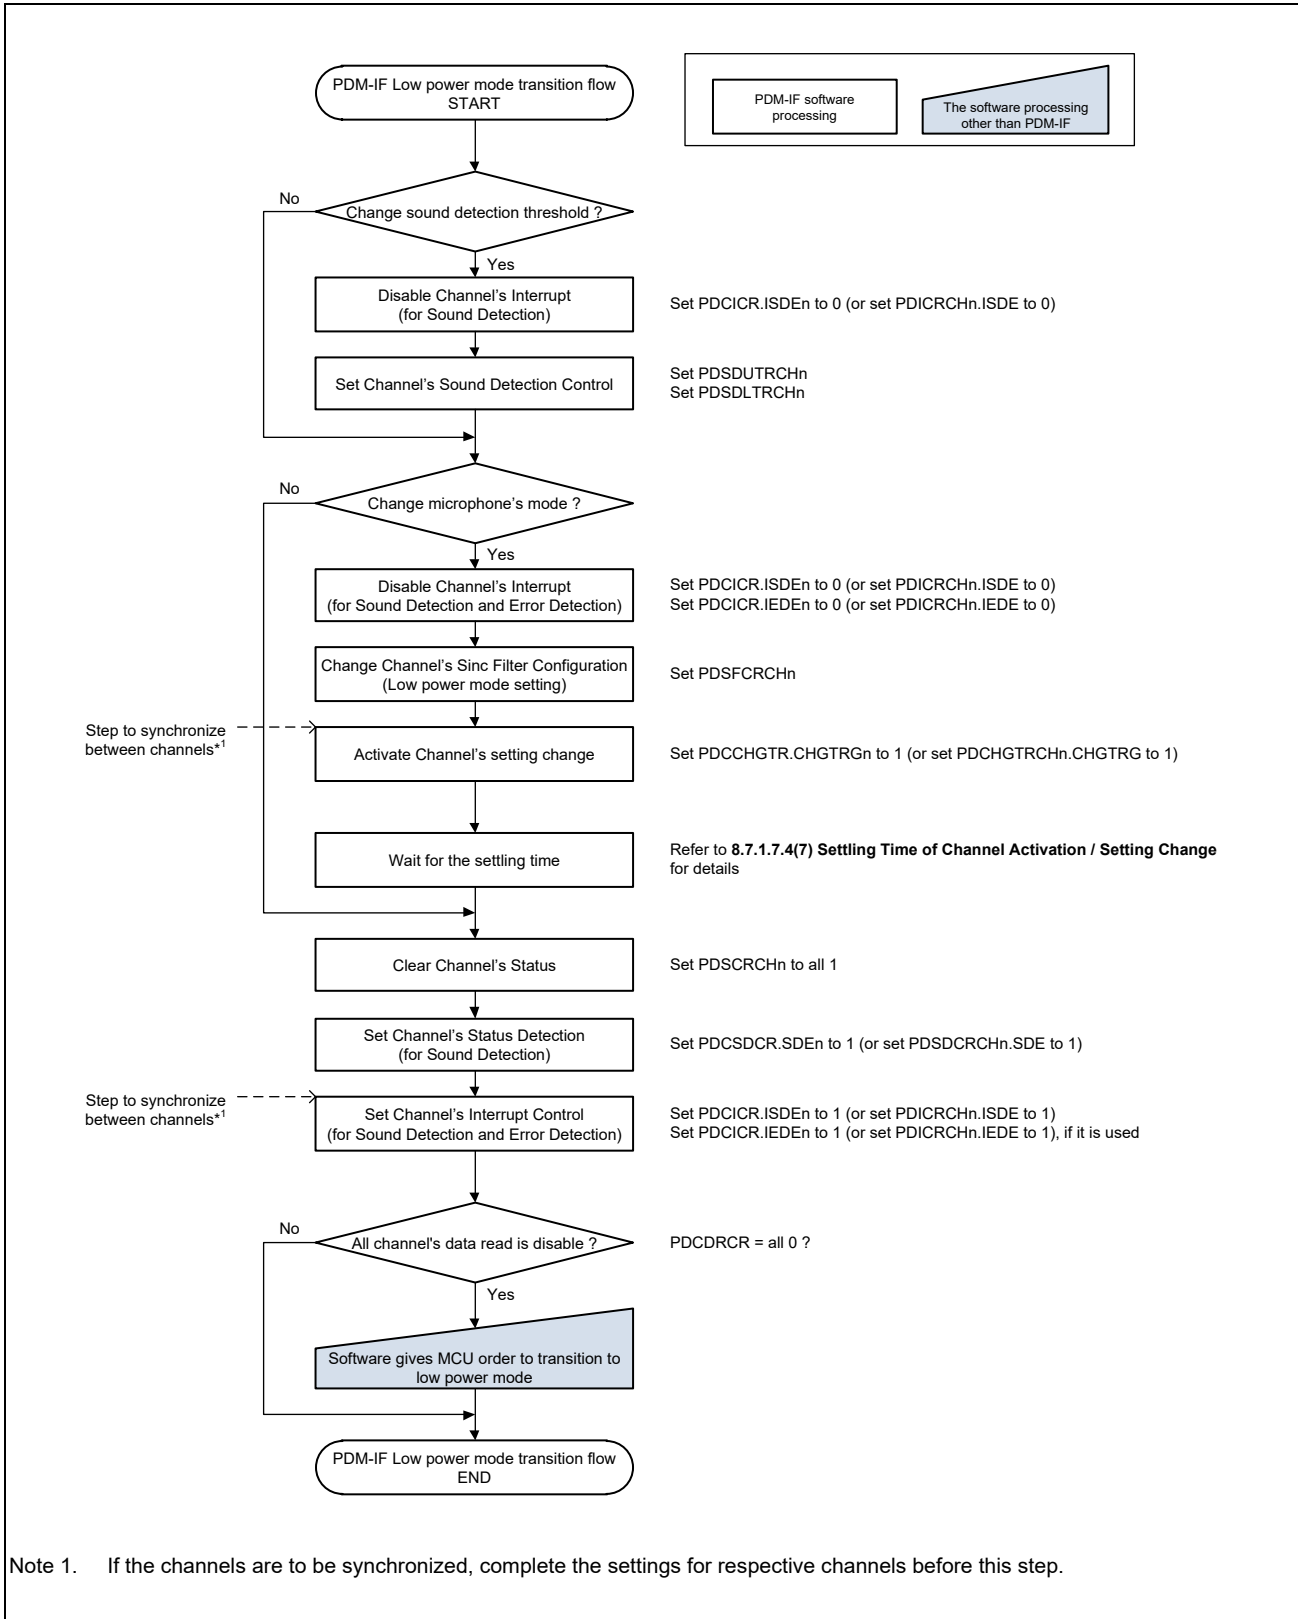 PDM-IF Low power mode transition flow
START
PDM-IF software
processing
The software processing
other than PDM-IF
No
Change sound detection threshold ?
Yes
Disable Channel's Interrupt
(for Sound Detection)
Set PDCICR.ISDEn to 0 (or set PDICRCHn.ISDE to 0)
Set Channel's Sound Detection Control
Set PDSDUTRCHn
Set PDSDLTRCHn
No
Change microphone's mode ?
Yes
Disable Channel's Interrupt
(for Sound Detection and Error Detection)
Set PDCICR.ISDEn to 0 (or set PDICRCHn.ISDE to 0)
Set PDCICR.IEDEn to 0 (or set PDICRCHn.IEDE to 0)
Change Channel's Sinc Filter Configuration
(Low power mode setting)
Set PDSFCRCHn
Step to synchronize
between channels*1
Activate Channel's setting change
Set PDCCHGTR.CHGTRGn to 1 (or set PDCHGTRCHn.CHGTRG to 1)
Wait for the settling time
Refer to 8.7.1.7.4(7) Settling Time of Channel Activation / Setting Change
for details
Clear Channel's Status
Set PDSCRCHn to all 1
Set Channel's Status Detection
(for Sound Detection)
Set PDCSDCR.SDEn to 1 (or set PDSDCRCHn.SDE to 1)
Step to synchronize
between channels*1
Set Channel's Interrupt Control
(for Sound Detection and Error Detection)
Set PDCICR.ISDEn to 1 (or set PDICRCHn.ISDE to 1)
Set PDCICR.IEDEn to 1 (or set PDICRCHn.IEDE to 1), if it is used
No
All channel's data read is disable ?
PDCDRCR = all 0 ?
Yes
Software gives MCU order to transition to
low power mode
PDM-IF Low power mode transition flow
END
Note 1. If the channels are to be synchronized, complete the settings for respective channels before this step.